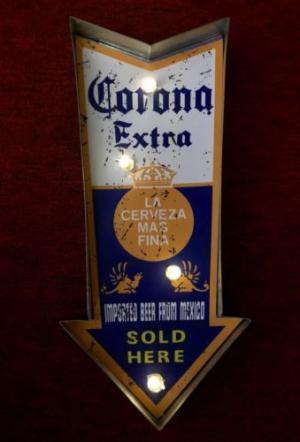 Corona
Extra
LA
CERVEZA
MAS
FINA
IMPORTED BEER FROM MEXICO
SOLD
HERE